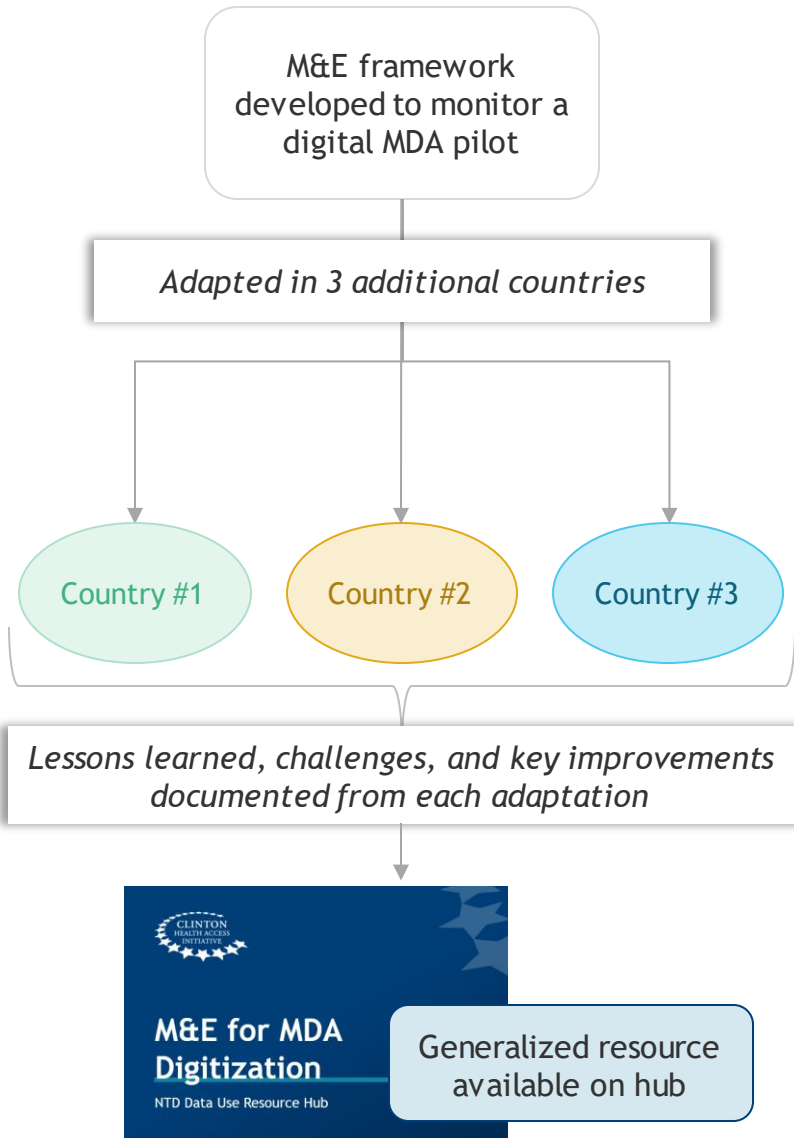 M&E framework
developed to monitor a
digital MDA pilot
Adapted in 3 additional countries
Country #1
Country #2
Country #3
Lessons learned, challenges, and key improvements
documented from each adaptation
CLINTON
HEALTH ACCESS
INITIATIVE
M&E for MDA
Digitization
NTD Data Use Resource Hub
Generalized resource
available on hub